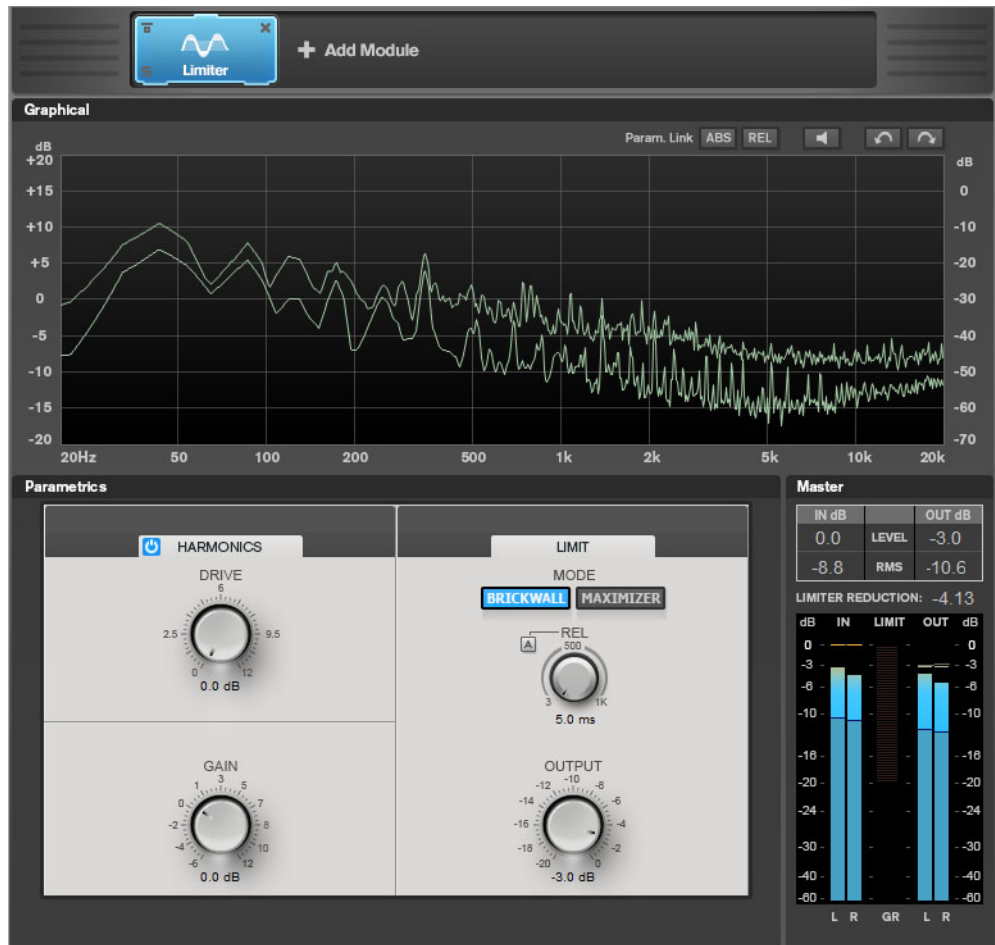 Limiter
+ Add Module
Graphical
Param. Link ABS REL
dB
+20
+15
+10
+5
0
-5
-10
-15
-20
dB
0
-10
-20
-30
-40
-50
-60
-70
20Hz 50 100 200 500 1k 2k 5k 10k 20k
Parametrics
HARMONICS
DRIVE
6
2.5 9.5
0 12
0.0 dB
GAIN
3
1 5
0 7
-2 8
-4 10
-6 12
0.0 dB
LIMIT
MODE
BRICKWALL MAXIMIZER
A REL
500
3 1K
5.0 ms
OUTPUT
-10
-12 -8
-14 -6
-16 -4
-18 -2
-20 0
-3.0 dB
Master
IN dB OUT dB
0.0 LEVEL -3.0
-8.8 RMS -10.6
LIMITER REDUCTION: -4.13
dB IN LIMIT OUT dB
0 - - - 0
-3 - - - -3
-6 - - - -6
-10 - - - -10
-16 - - - -16
-20 - - - -20
-24 - - - -24
-30 - - - -30
-40 - - - -40
-60 - - - -60
L R GR L R